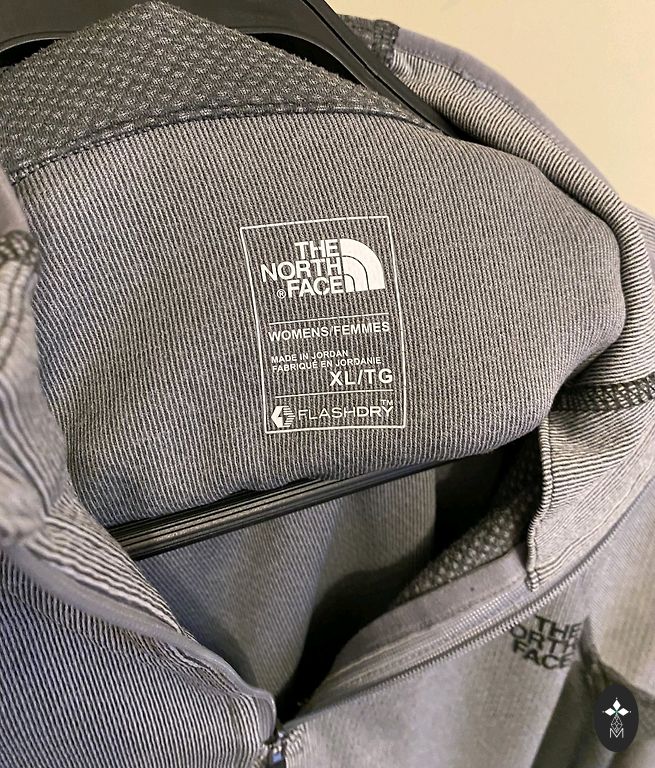 THE
NORTH
®FACE
WOMENS/FEMMES
MADE IN JORDAN
FABRIQUÉ EN JORDANIE
XL/TG
FLASHDRY™
THE
NORTH
FACE
M